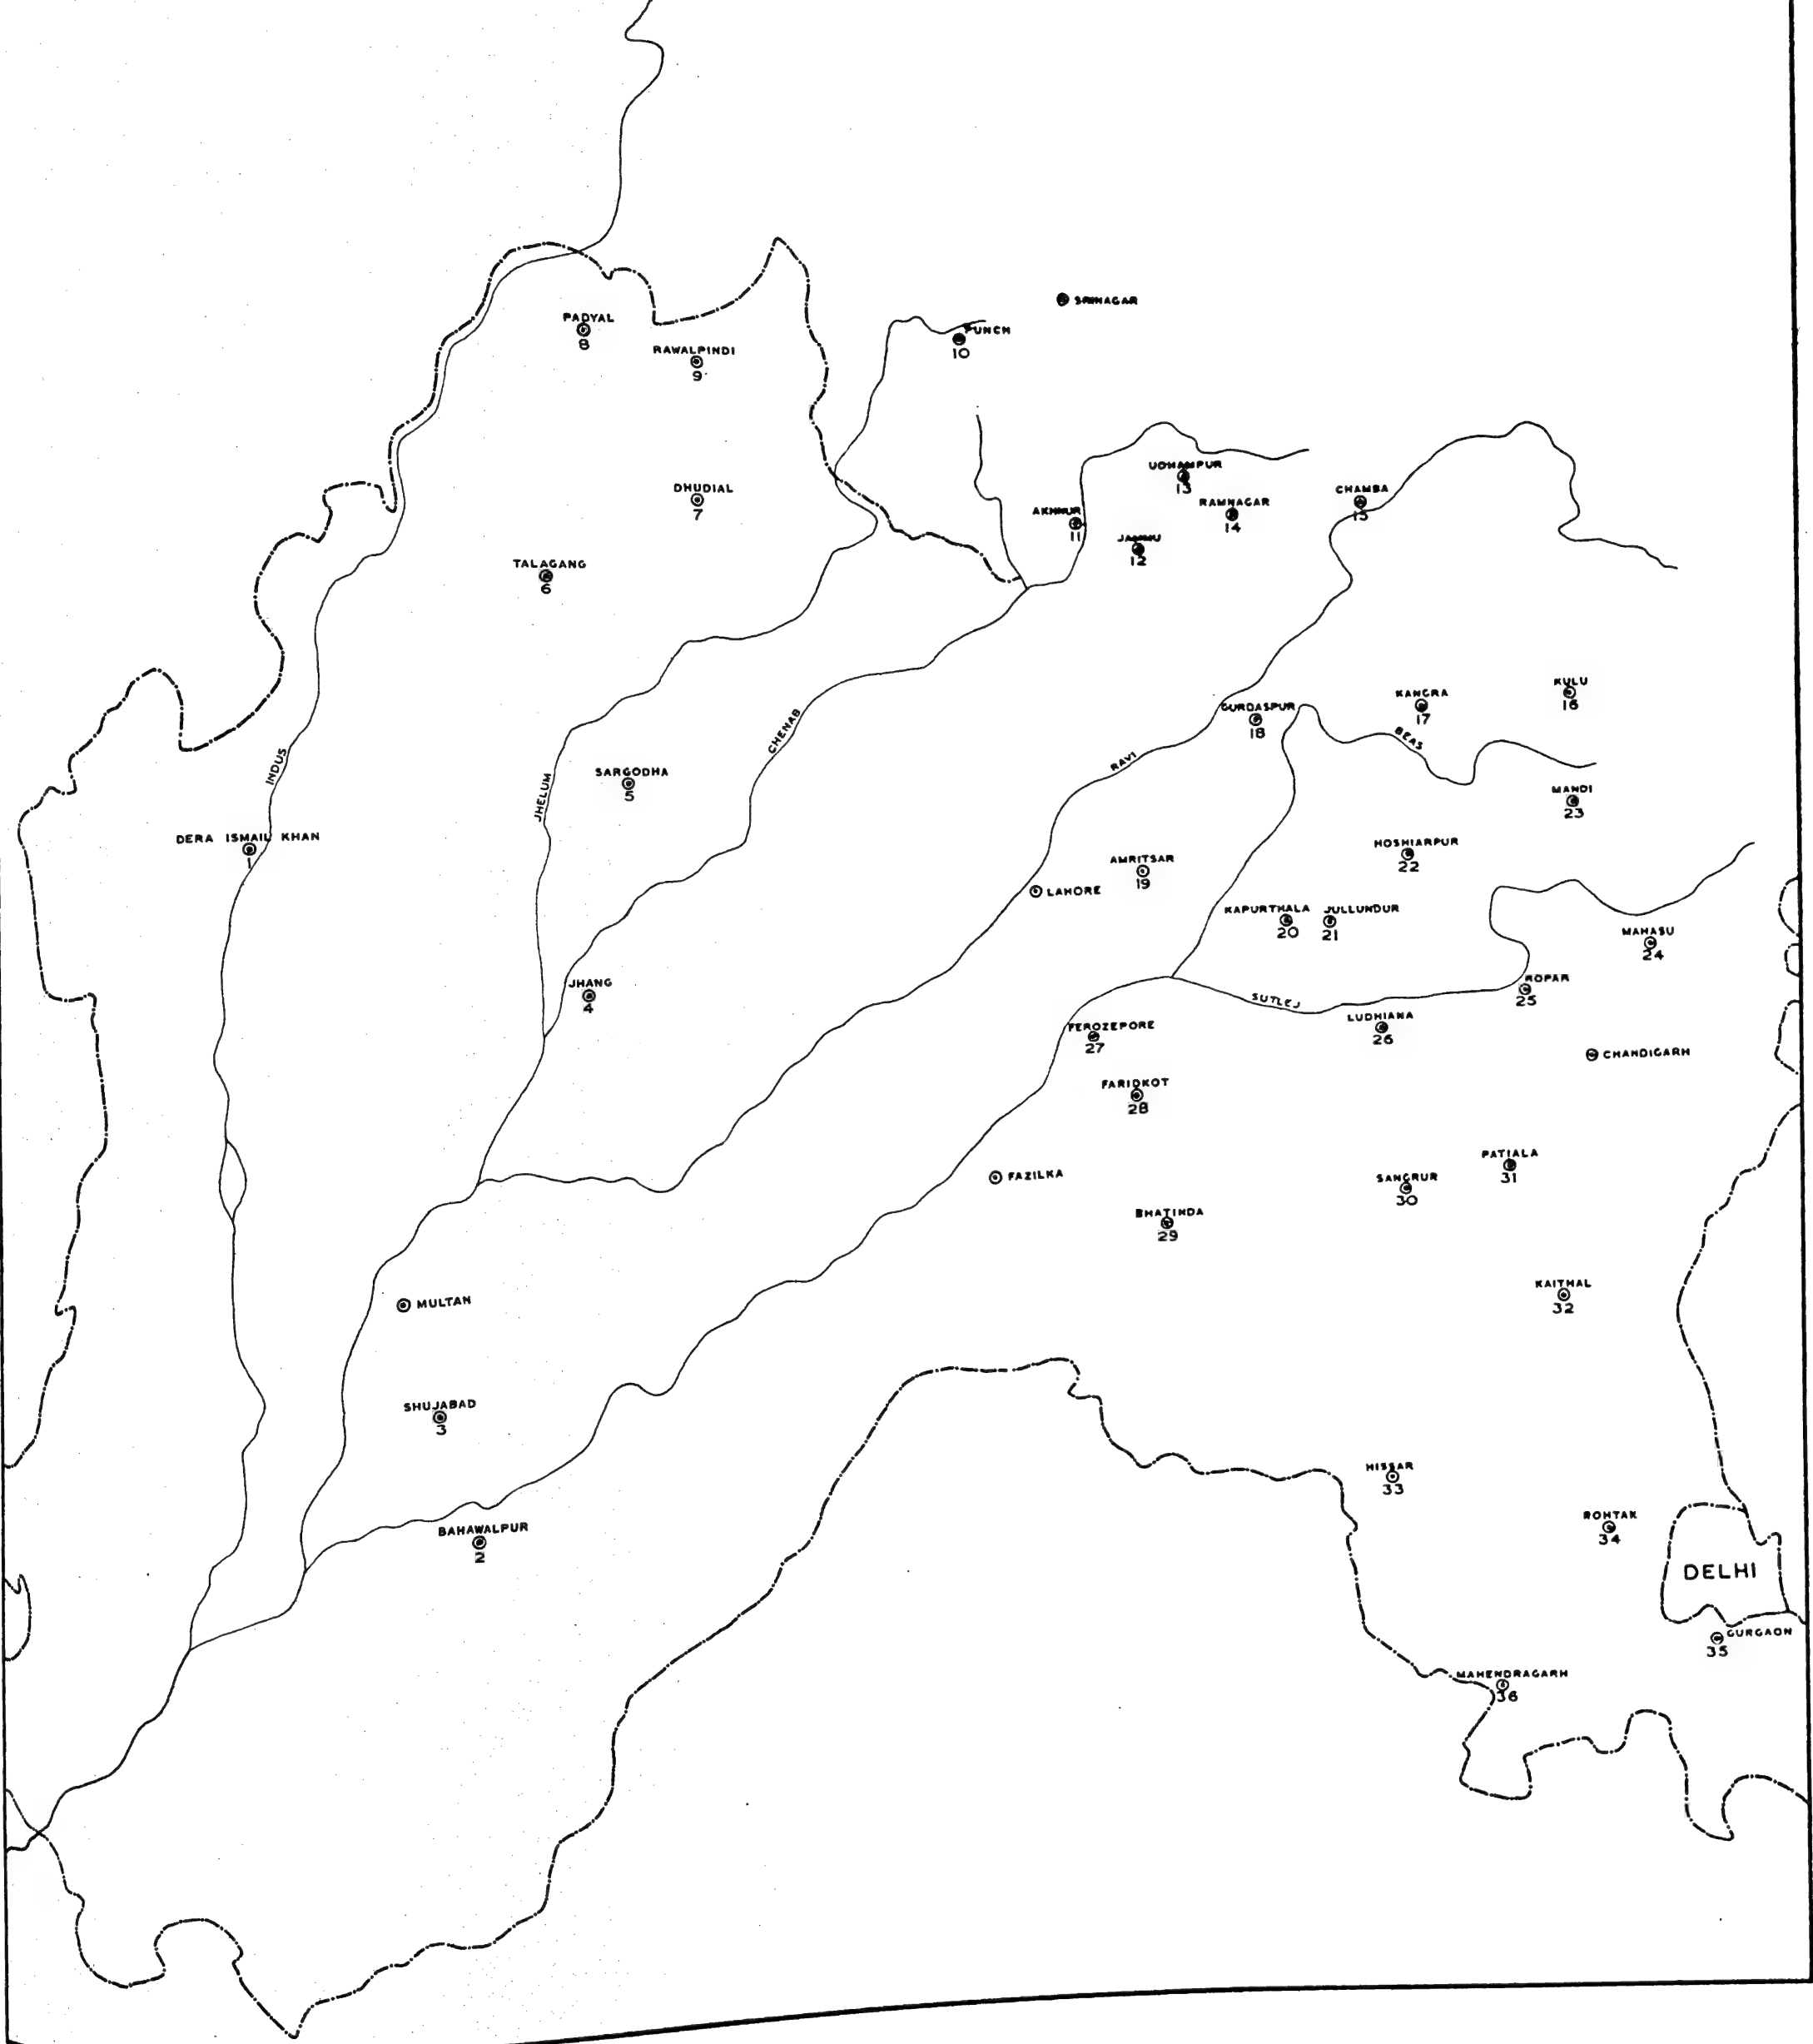 SRINAGAR
PUNCH
10
PADYAL
8
RAWALPINDI
9
UDHAMPUR
13
DHUDIAL
7
RAMNAGAR
14
CHAMBA
15
AKHNUR
11
JAMMU
12
TALAGANG
6
KULU
16
KANGRA
17
GURDASPUR
18
CHENAB
BEAS
RAVI
INDUS
JHELUM
SARGODHA
5
MANDI
23
DERA ISMAIL KHAN
1
HOSHIARPUR
22
AMRITSAR
19
LAHORE
KAPURTHALA
20
JULLUNDUR
21
MAHASU
24
JHANG
4
ROPAR
25
SUTLEJ
LUDHIANA
26
FEROZEPORE
27
CHANDIGARH
FARIDKOT
28
PATIALA
31
FAZILKA
SANGRUR
30
BHATINDA
29
KAITHAL
32
MULTAN
SHUJABAD
3
HISSAR
33
ROHTAK
34
BAHAWALPUR
2
DELHI
GURGAON
35
MAHENDRAGARH
36